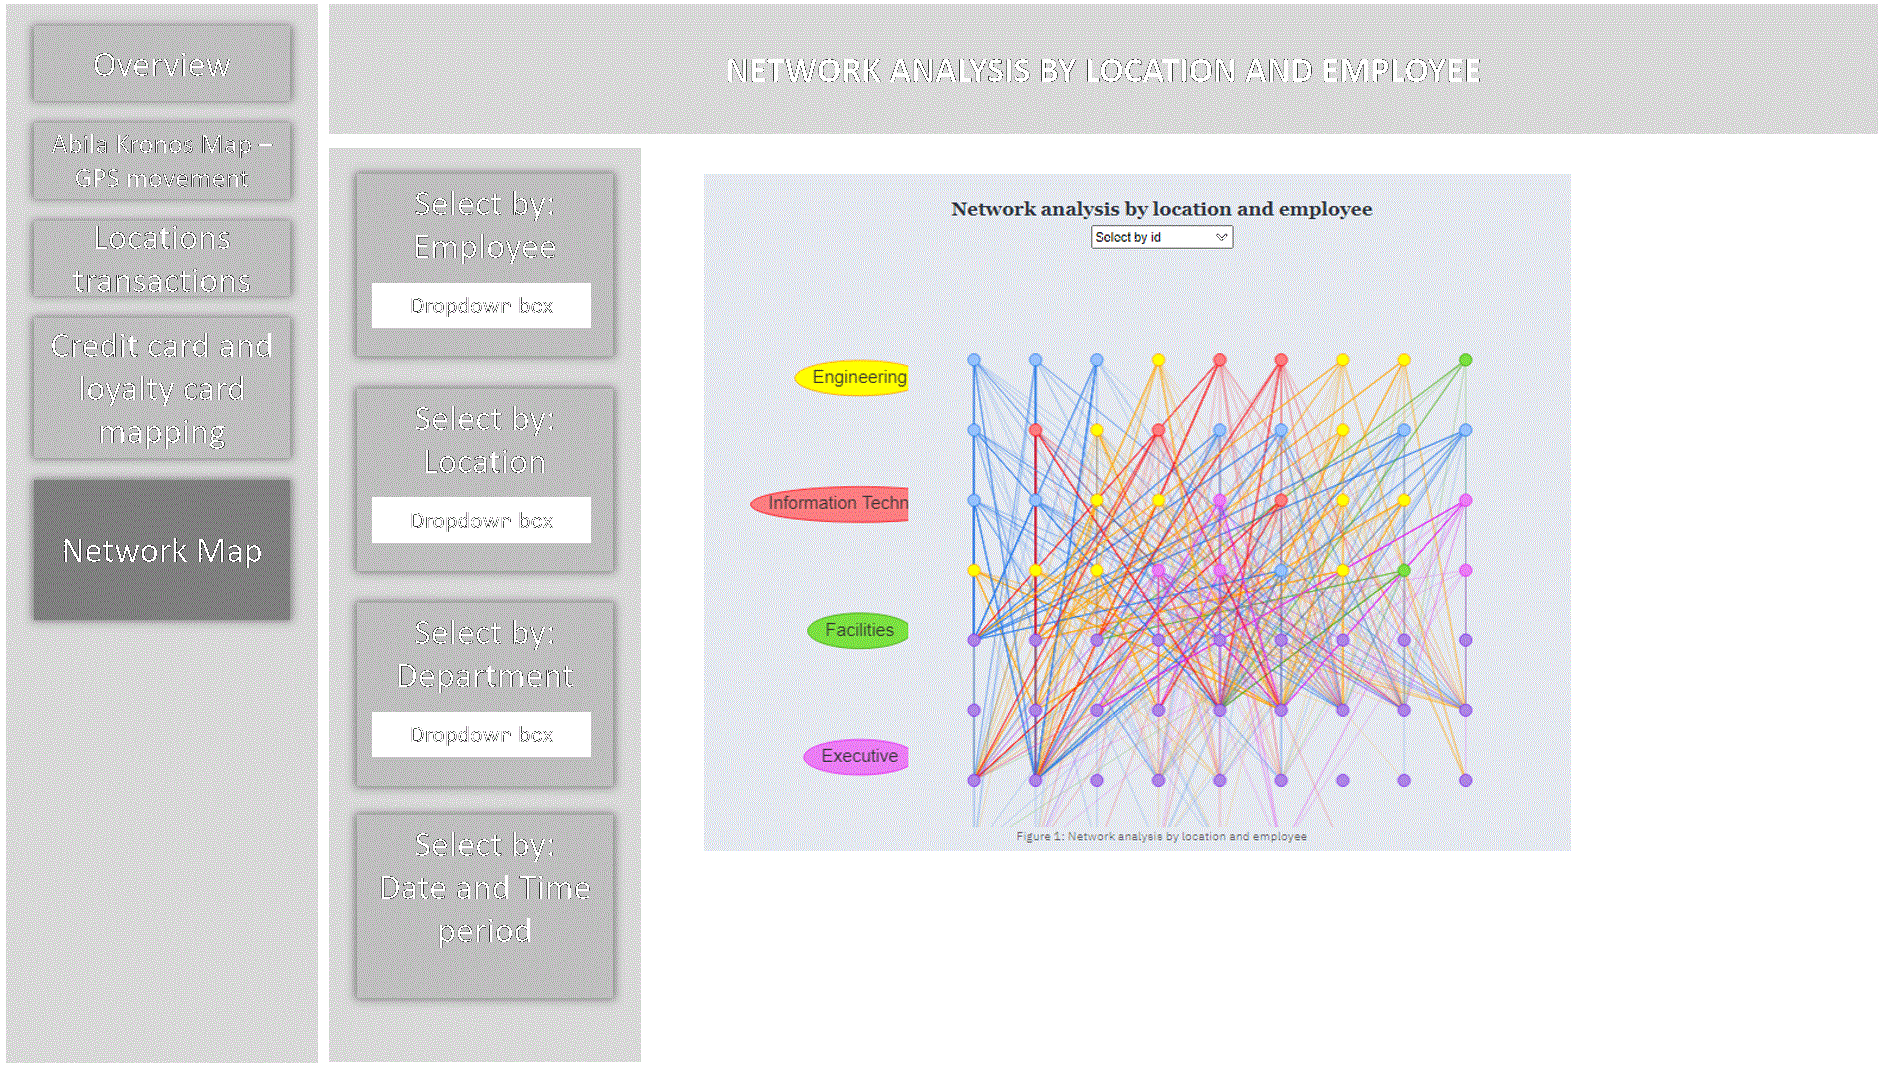 Overview
Abila Kronos Map –
GPS movement
Locations
transactions
Credit card and
loyalty card
mapping
Network Map
NETWORK ANALYSIS BY LOCATION AND EMPLOYEE
Select by:
Employee
Dropdown box
Select by:
Location
Dropdown box
Select by:
Department
Dropdown box
Select by:
Date and Time
period
Network analysis by location and employee
Select by id
Engineering
Information Techn
Facilities
Executive
Figure 1: Network analysis by location and employee